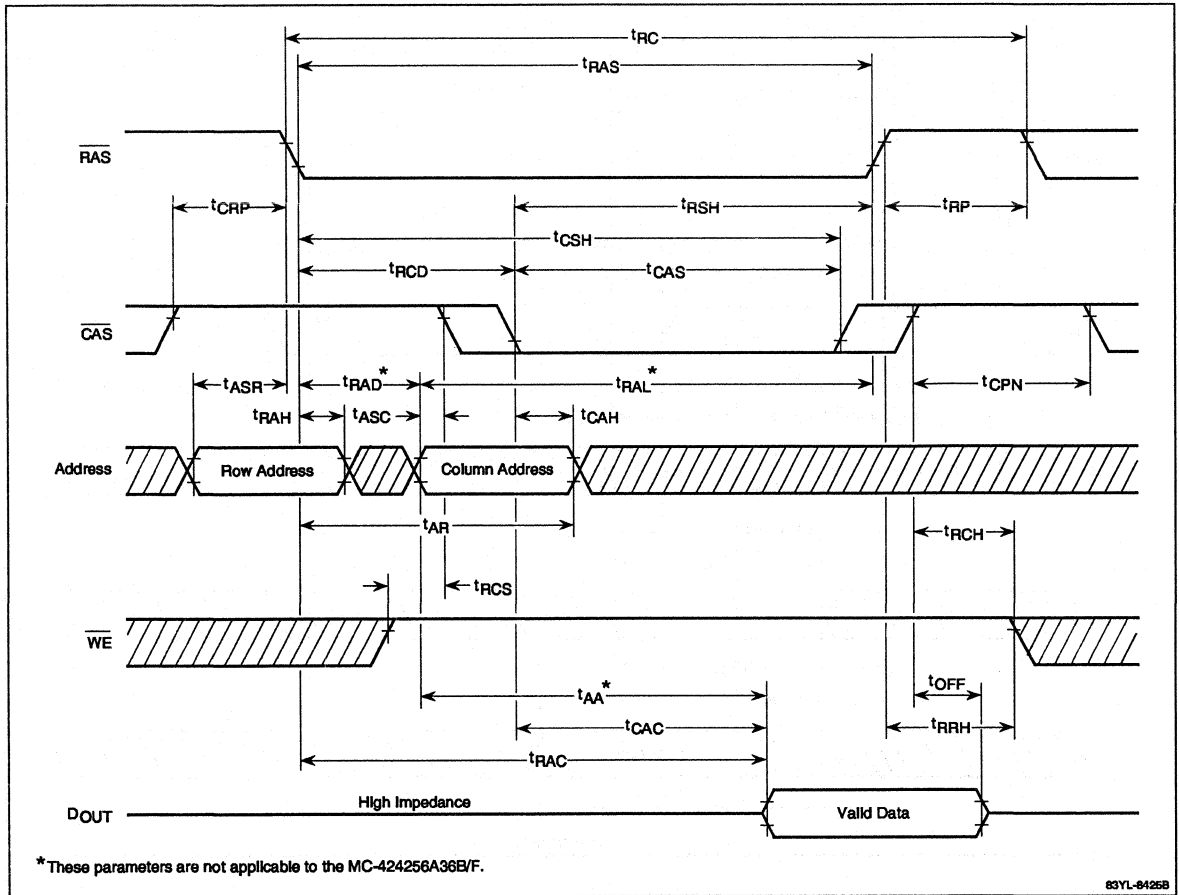 tRC
tRAS
RAS
tCRP
tRSH
tRP
tCSH
tRCD
tCAS
CAS
tASR
tRAD*
tRAL*
tCPN
tRAH
tASC
tCAH
Address
Row Address
Column Address
tAR
tRCH
tRCS
WE
tAA*
tOFF
tCAC
tRRH
tRAC
High Impedance
DOUT
Valid Data
*These parameters are not applicable to the MC-424256A36B/F.
83YL-8425B